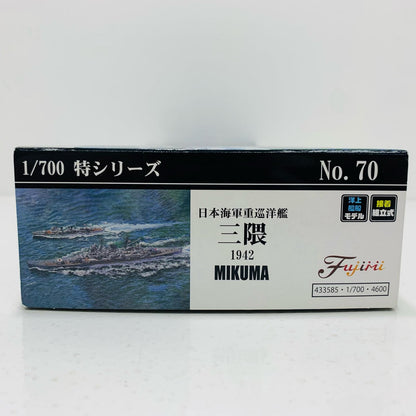 1/700 特シリーズ
No. 70
日本海軍重巡洋艦
三隈
1942
MIKUMA
洋上
艦船
モデル
接着
組立式
Fujimi
433585・1/700・4600